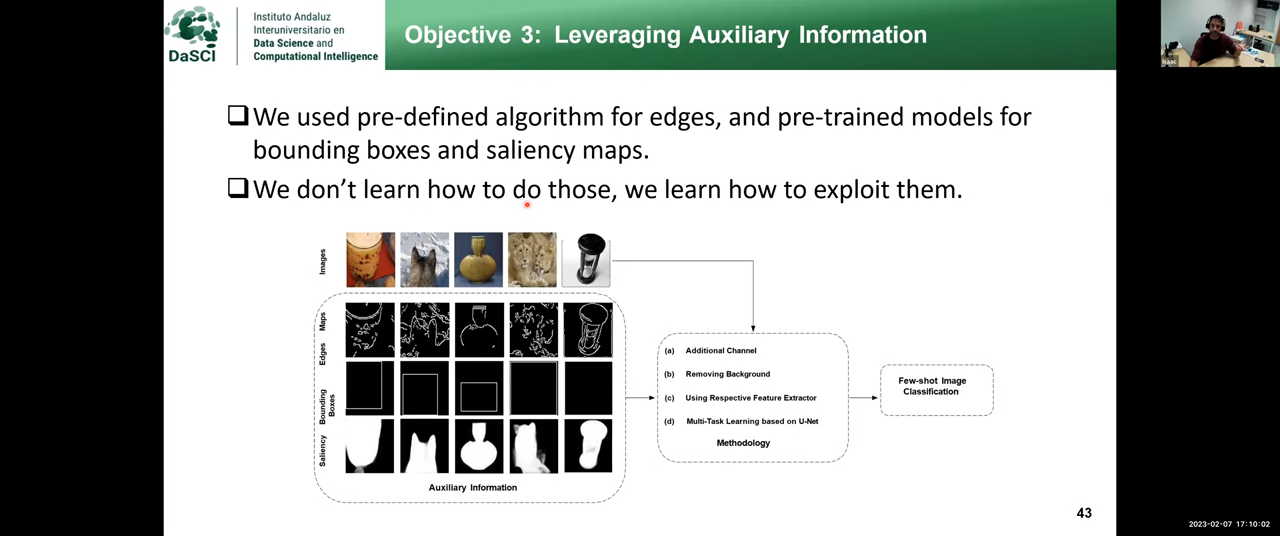 DaSCI
Instituto Andaluz
Interuniversitario en
Data Science and
Computational Intelligence
Objective 3: Leveraging Auxiliary Information
Isaac
We used pre-defined algorithm for edges, and pre-trained models for
bounding boxes and saliency maps.
We don't learn how to do those, we learn how to exploit them.
Images
Edges Maps
Bounding
Boxes
Saliency
Auxiliary Information
(a) Additional Channel
(b) Removing Background
(c) Using Respective Feature Extractor
(d) Multi-Task Learning based on U-Net
Methodology
Few-shot Image
Classification
43
2023-02-07 17:10:02